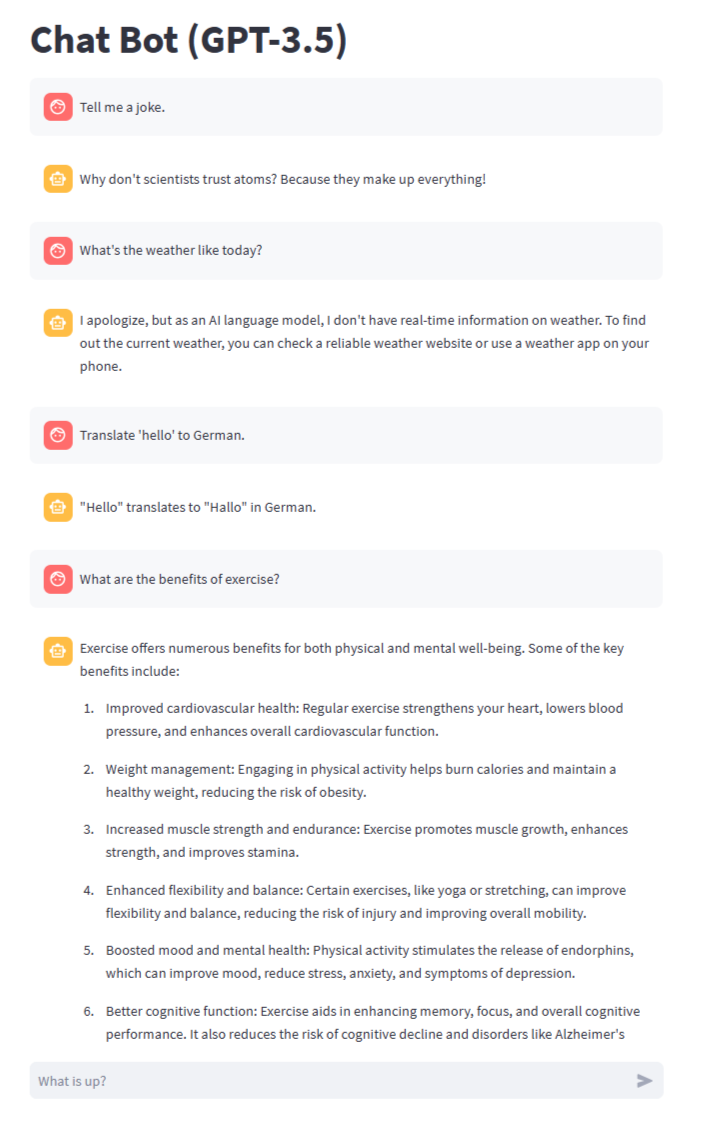 Chat Bot (GPT-3.5)
Tell me a joke.
Why don't scientists trust atoms? Because they make up everything!
What's the weather like today?
I apologize, but as an AI language model, I don't have real-time information on weather. To find
out the current weather, you can check a reliable weather website or use a weather app on your
phone.
Translate 'hello' to German.
"Hello" translates to "Hallo" in German.
What are the benefits of exercise?
Exercise offers numerous benefits for both physical and mental well-being. Some of the key
benefits include:
1. Improved cardiovascular health: Regular exercise strengthens your heart, lowers blood
pressure, and enhances overall cardiovascular function.
2. Weight management: Engaging in physical activity helps burn calories and maintain a
healthy weight, reducing the risk of obesity.
3. Increased muscle strength and endurance: Exercise promotes muscle growth, enhances
strength, and improves stamina.
4. Enhanced flexibility and balance: Certain exercises, like yoga or stretching, can improve
flexibility and balance, reducing the risk of injury and improving overall mobility.
5. Boosted mood and mental health: Physical activity stimulates the release of endorphins,
which can improve mood, reduce stress, anxiety, and symptoms of depression.
6. Better cognitive function: Exercise aids in enhancing memory, focus, and overall cognitive
performance. It also reduces the risk of cognitive decline and disorders like Alzheimer's
What is up?